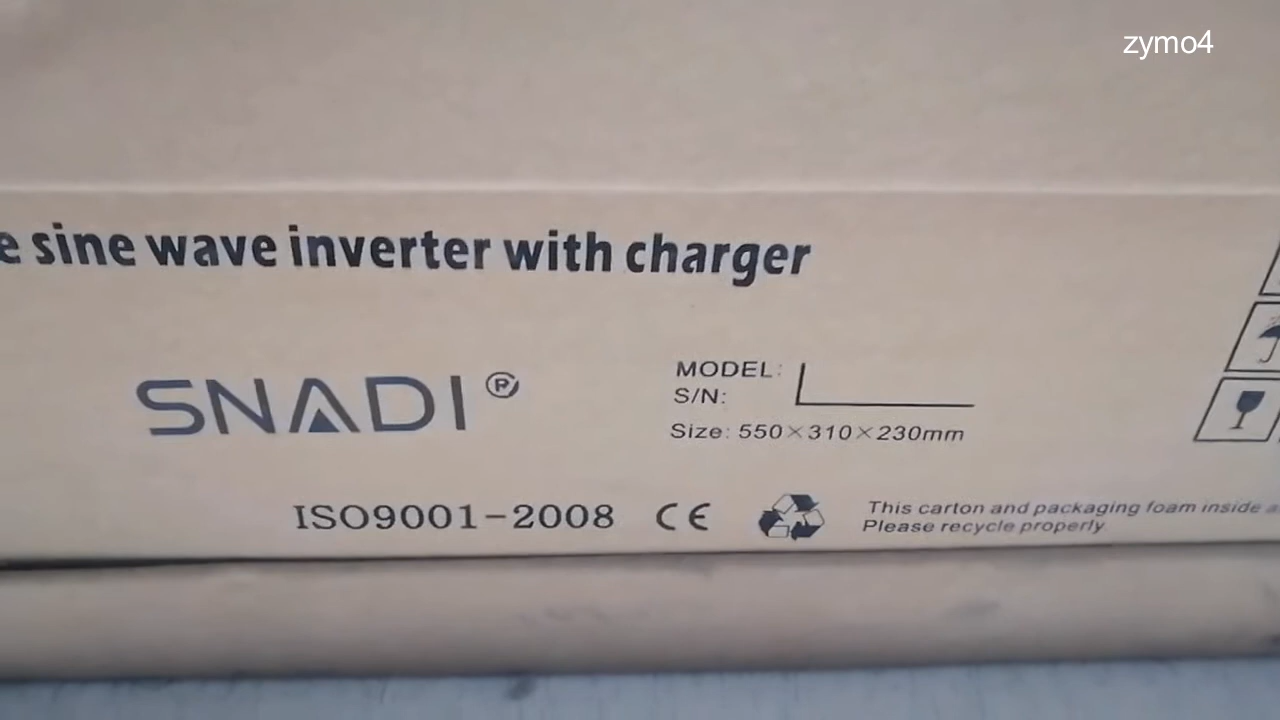 zymo4
e sine wave inverter with charger
SNADI
MODEL:
S/N:
Size: 550×310×230mm
ISO9001-2008 CE
This carton and packaging foam inside a
Please recycle properly